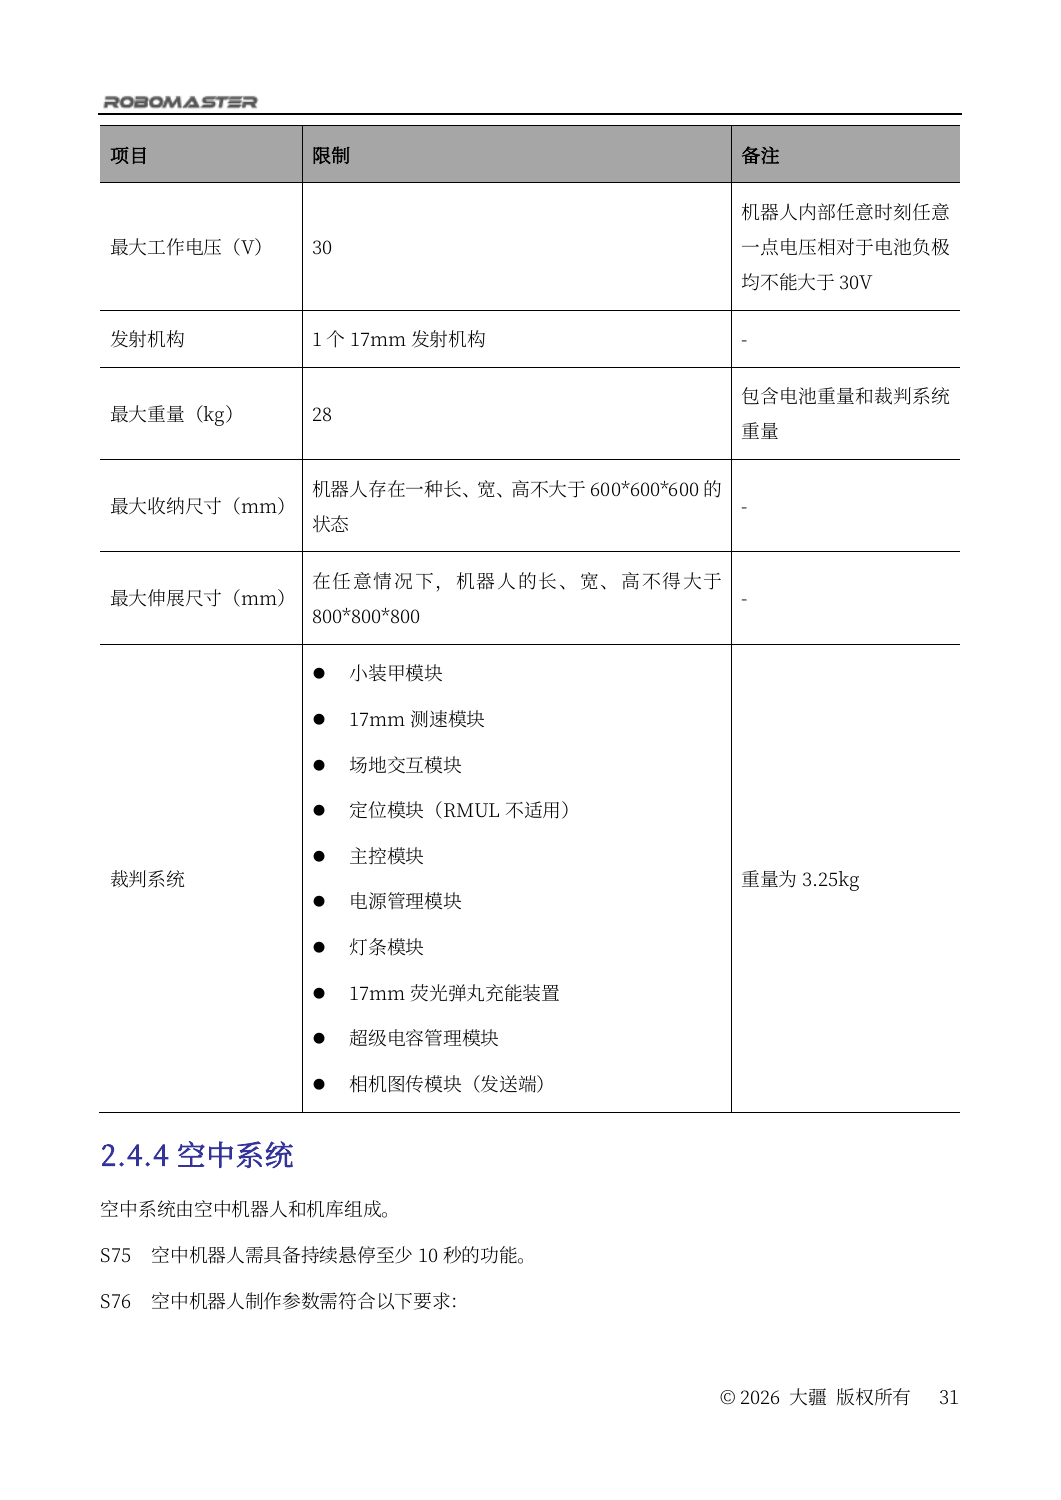 ROBOMASTER
项目 限制 备注
最大工作电压（V） 30 机器人内部任意时刻任意
一点电压相对于电池负极
均不能大于 30V
发射机构 1 个 17mm 发射机构 -
最大重量（kg） 28 包含电池重量和裁判系统
重量
最大收纳尺寸（mm） 机器人存在一种长、宽、高不大于 600*600*600 的
状态 -
最大伸展尺寸（mm） 在任意情况下，机器人的长、宽、高不得大于
800*800*800 -
裁判系统
● 小装甲模块
● 17mm 测速模块
● 场地交互模块
● 定位模块（RMUL 不适用）
● 主控模块
● 电源管理模块
● 灯条模块
● 17mm 荧光弹丸充能装置
● 超级电容管理模块
● 相机图传模块（发送端）
重量为 3.25kg
2.4.4 空中系统
空中系统由空中机器人和机库组成。
S75 空中机器人需具备持续悬停至少 10 秒的功能。
S76 空中机器人制作参数需符合以下要求：
© 2026 大疆 版权所有 31